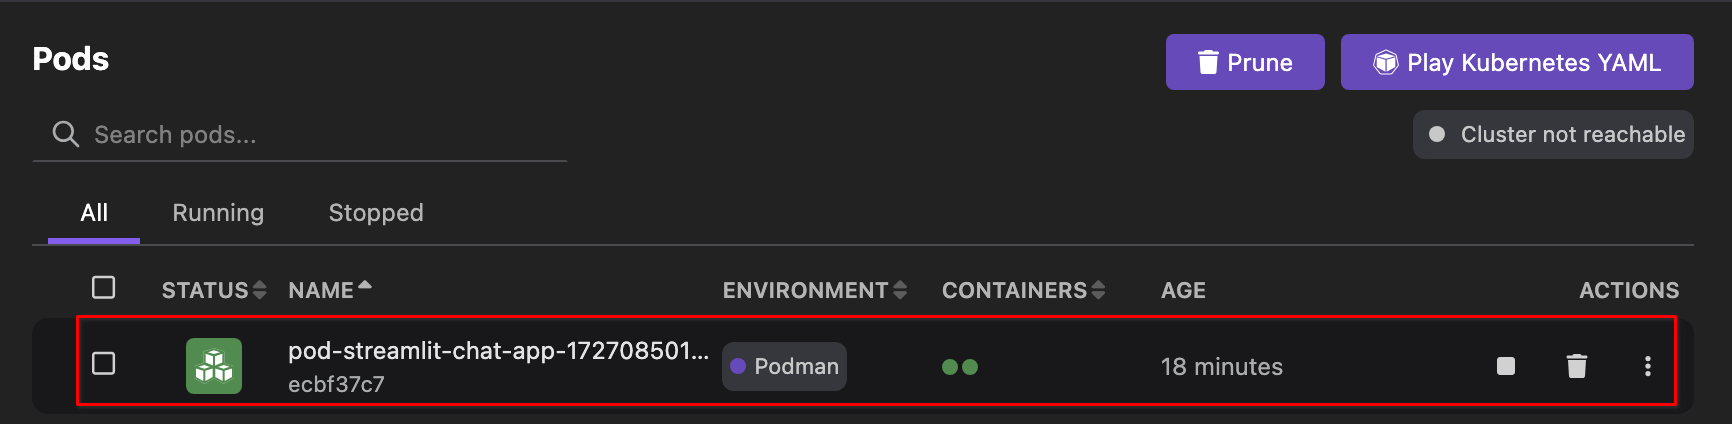 Pods
Prune
Play Kubernetes YAML
Search pods...
Cluster not reachable
All Running Stopped
STATUS NAME ENVIRONMENT CONTAINERS AGE ACTIONS
pod-streamlit-chat-app-172708501...
ecbf37c7
Podman
18 minutes